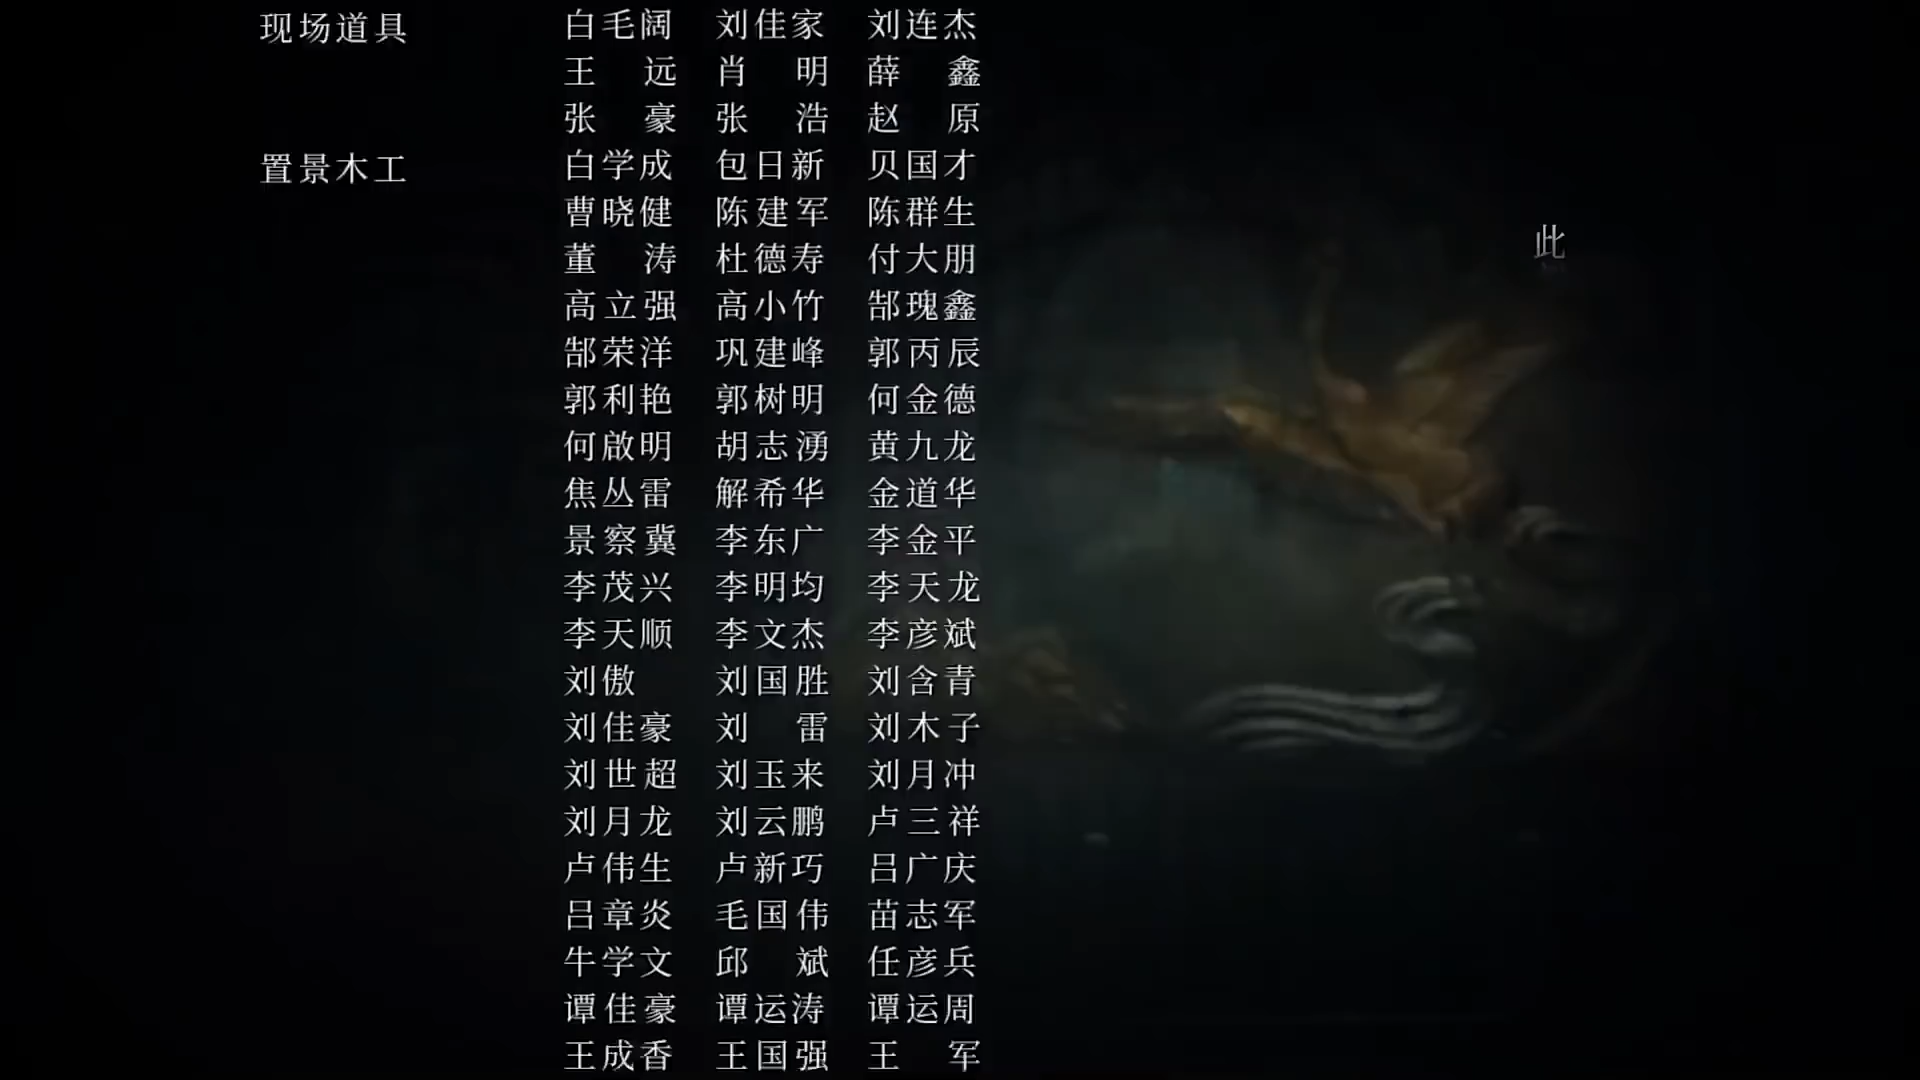 现场道具 白毛阔 刘佳家 刘连杰
王 远 肖 明 薛 鑫
张 豪 张 浩 赵 原
置景木工 白学成 包日新 贝国才
曹晓健 陈建军 陈群生
董 涛 杜德寿 付大朋
高立强 高小竹 郜瑰鑫
郜荣洋 巩建峰 郭丙辰
郭利艳 郭树明 何金德
何啟明 胡志湧 黄九龙
焦丛雷 解希华 金道华
景察冀 李东广 李金平
李茂兴 李明均 李天龙
李天顺 李文杰 李彦斌
刘傲 刘国胜 刘含青
刘佳豪 刘 雷 刘木子
刘世超 刘玉来 刘月冲
刘月龙 刘云鹏 卢三祥
卢伟生 卢新巧 吕广庆
吕章炎 毛国伟 苗志军
牛学文 邱 斌 任彦兵
谭佳豪 谭运涛 谭运周
王成香 王国强 王 军
此